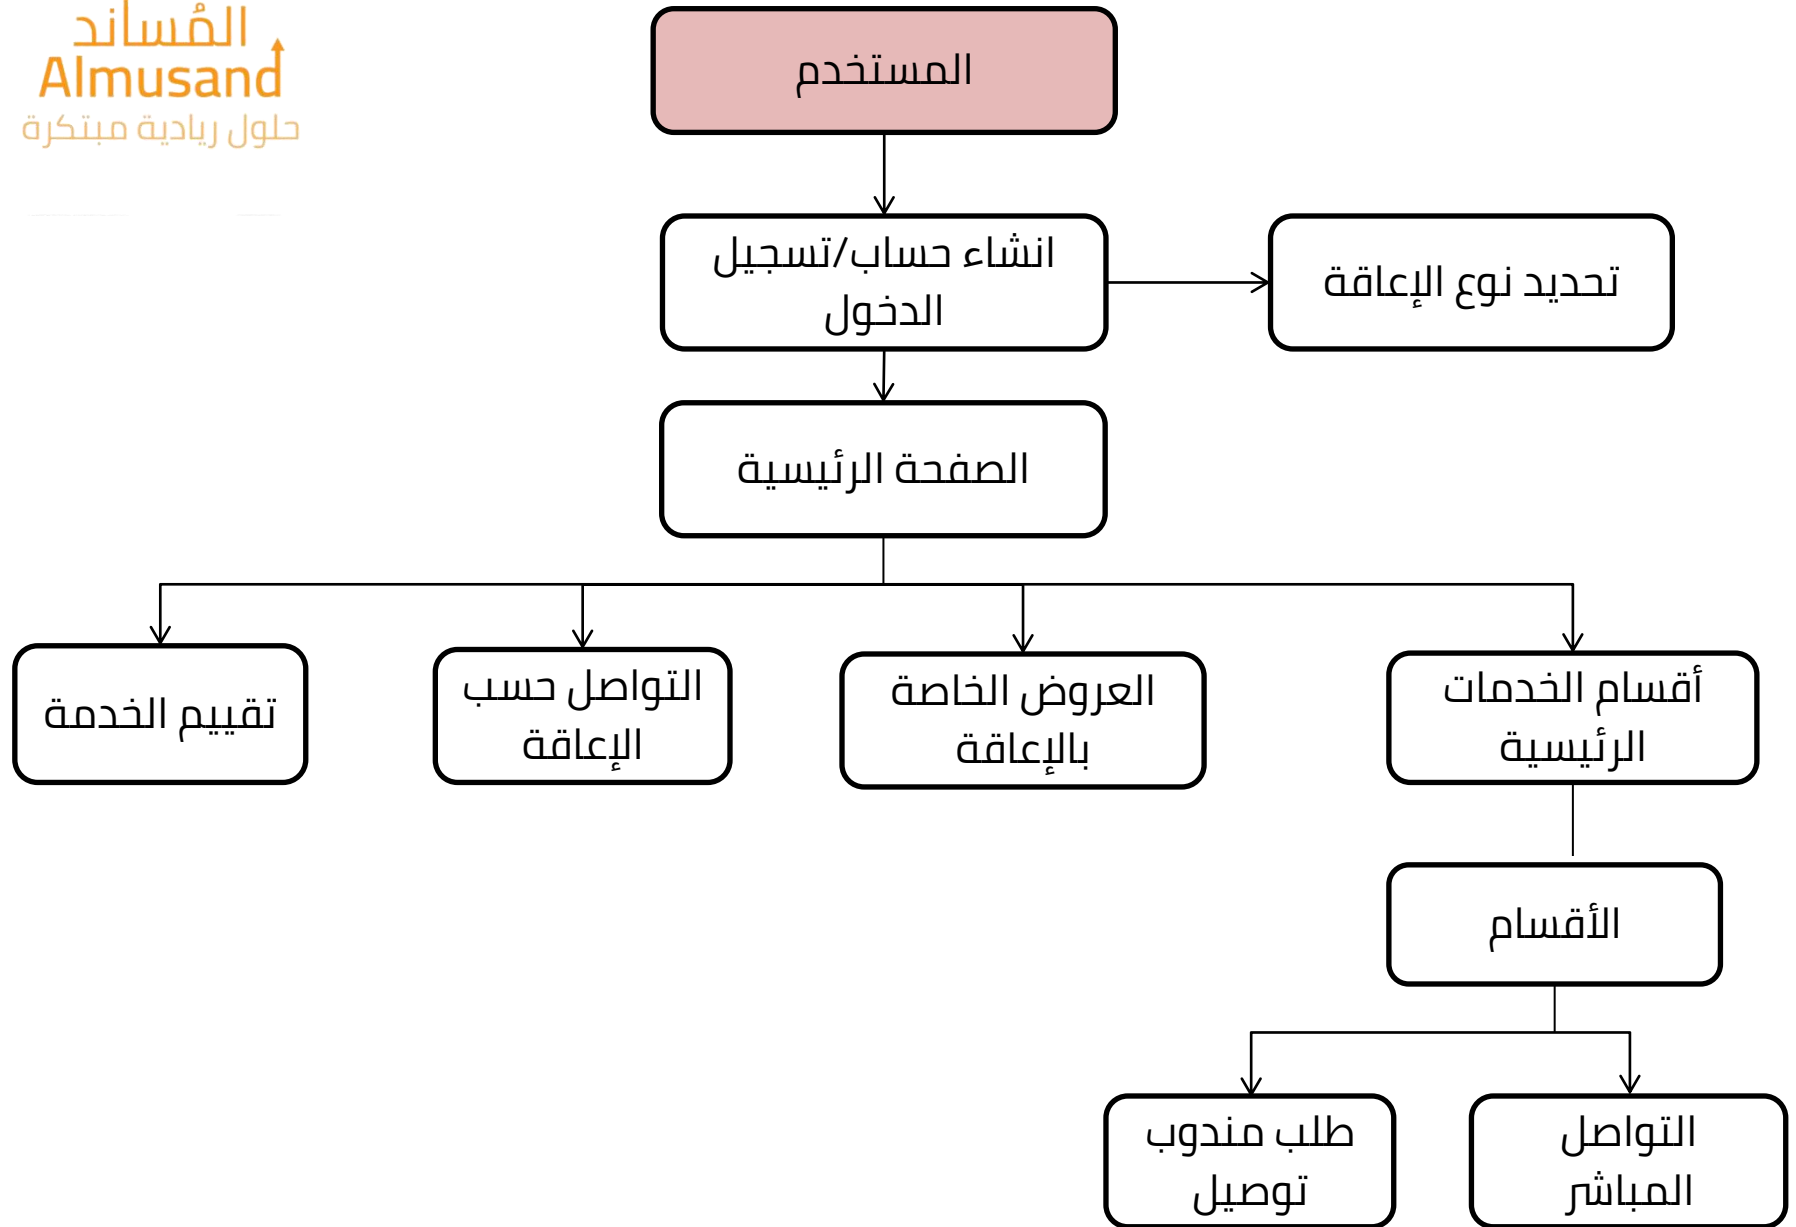 المُساند
Almusand
حلول ريادية مبتكرة
المستخدم
انشاء حساب/تسجيل
الدخول
تحديد نوع الإعاقة
الصفحة الرئيسية
أقسام الخدمات
الرئيسية
العروض الخاصة
بالإعاقة
التواصل حسب
الإعاقة
تقييم الخدمة
الأقسام
التواصل
المباشر
طلب مندوب
توصيل